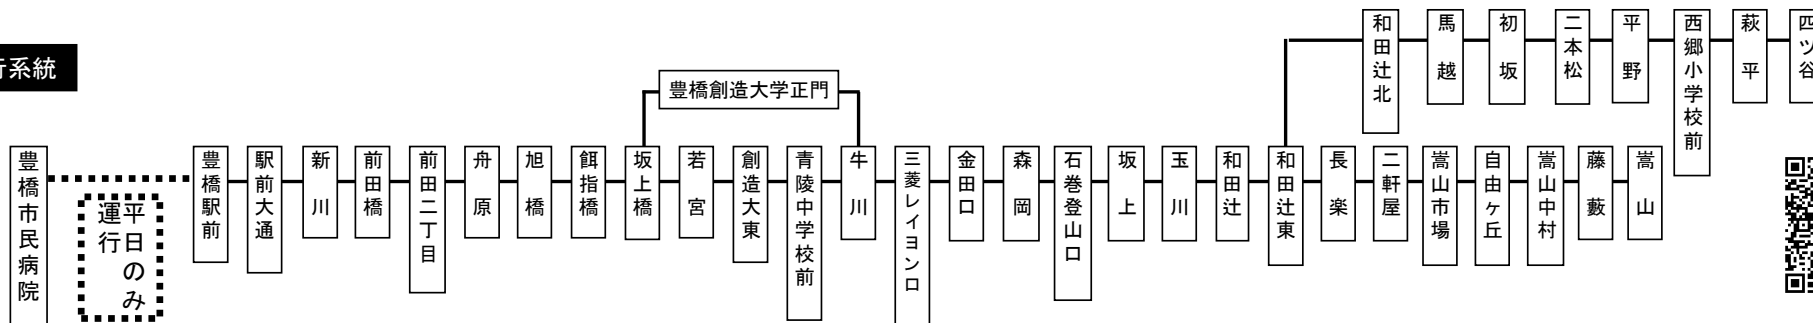 行系統
和田辻北
馬越
初坂
二本松
平野
西郷小学校前
萩平
四ツ谷
豊橋創造大学正門
豊橋市民病院
平日のみ
運行
豊橋駅前
駅前大通
新川
前田橋
前田二丁目
舟原
旭橋
餌指橋
坂上橋
若宮
創造大東
青陵中学校前
牛川
三菱レイヨン口
金田口
森岡
石巻登山口
坂上
玉川
和田辻
和田辻東
長楽
二軒屋
嵩山市場
自由ヶ丘
嵩山中村
藤藪
嵩山